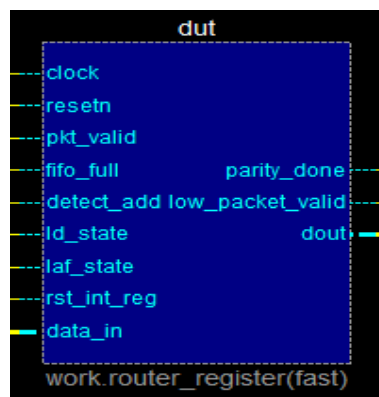 dut
clock
resetn
pkt_valid
fifo_full parity_done
detect_add low_packet_valid
ld_state dout
laf_state
rst_int_reg
data_in
work.router_register(fast)